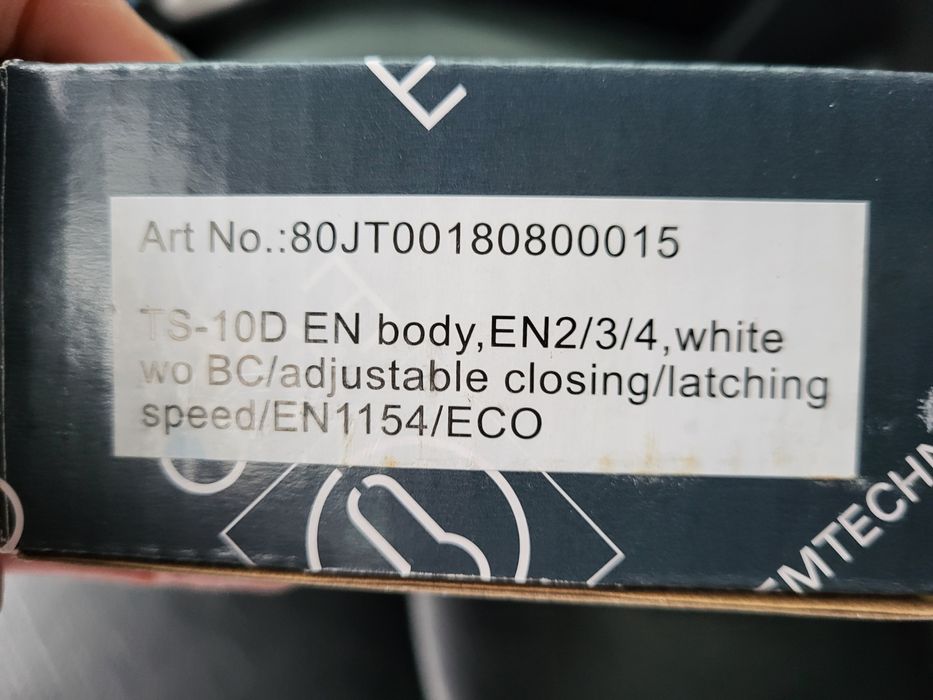 E
Art No.:80JT00180800015
TS-10D EN body,EN2/3/4,white
wo BC/adjustable closing/latching
speed/EN1154/ECO